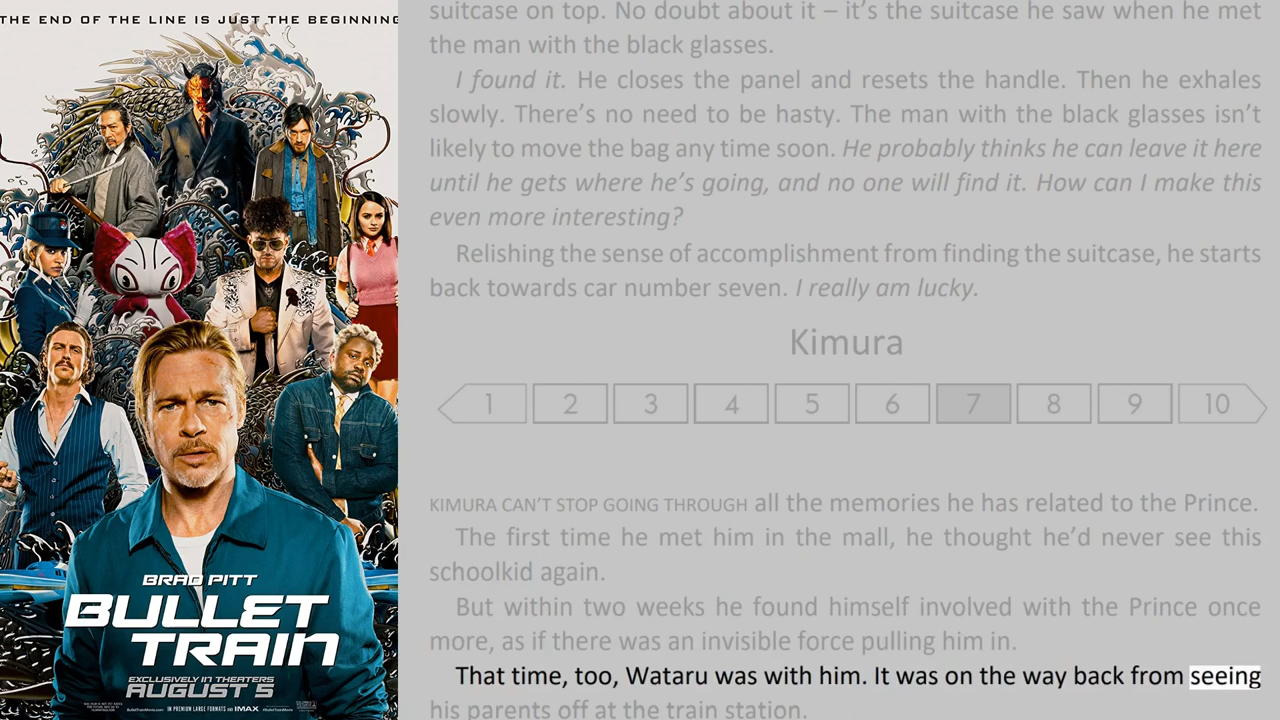 THE END OF THE LINE IS JUST THE BEGINNING
BRAD PITT
BULLET
TRAIN
EXCLUSIVELY IN THEATERS
AUGUST 5
BulletTrainMovie.com IN PREMIUM LARGE FORMATS AND IMAX #BulletTrainMovie
suitcase on top. No doubt about it – it’s the suitcase he saw when he met
the man with the black glasses.
I found it. He closes the panel and resets the handle. Then he exhales
slowly. There’s no need to be hasty. The man with the black glasses isn’t
likely to move the bag any time soon. He probably thinks he can leave it here
until he gets where he’s going, and no one will find it. How can I make this
even more interesting?
Relishing the sense of accomplishment from finding the suitcase, he starts
back towards car number seven. I really am lucky.
Kimura
1 2 3 4 5 6 7 8 9 10
KIMURA CAN’T STOP GOING THROUGH all the memories he has related to the Prince.
The first time he met him in the mall, he thought he’d never see this
schoolkid again.
But within two weeks he found himself involved with the Prince once
more, as if there was an invisible force pulling him in.
That time, too, Wataru was with him. It was on the way back from seeing
his parents off at the train station.